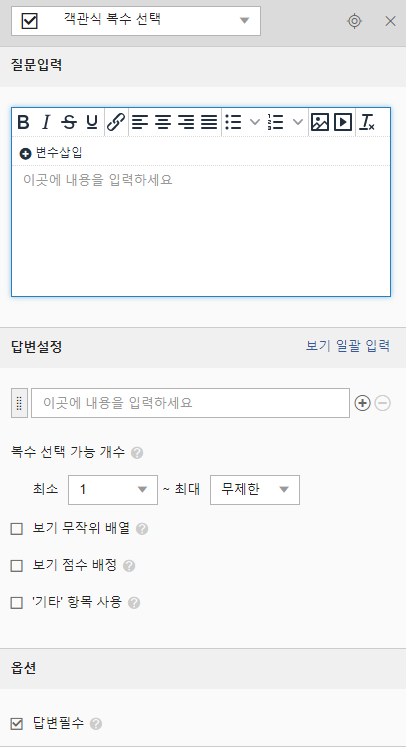 객관식 복수 선택
질문입력
B I S U
변수삽입
이곳에 내용을 입력하세요
답변설정 보기 일괄 입력
이곳에 내용을 입력하세요
복수 선택 가능 개수 ?
최소 1 ~ 최대 무제한
보기 무작위 배열 ?
보기 점수 배정 ?
'기타' 항목 사용 ?
옵션
답변필수 ?